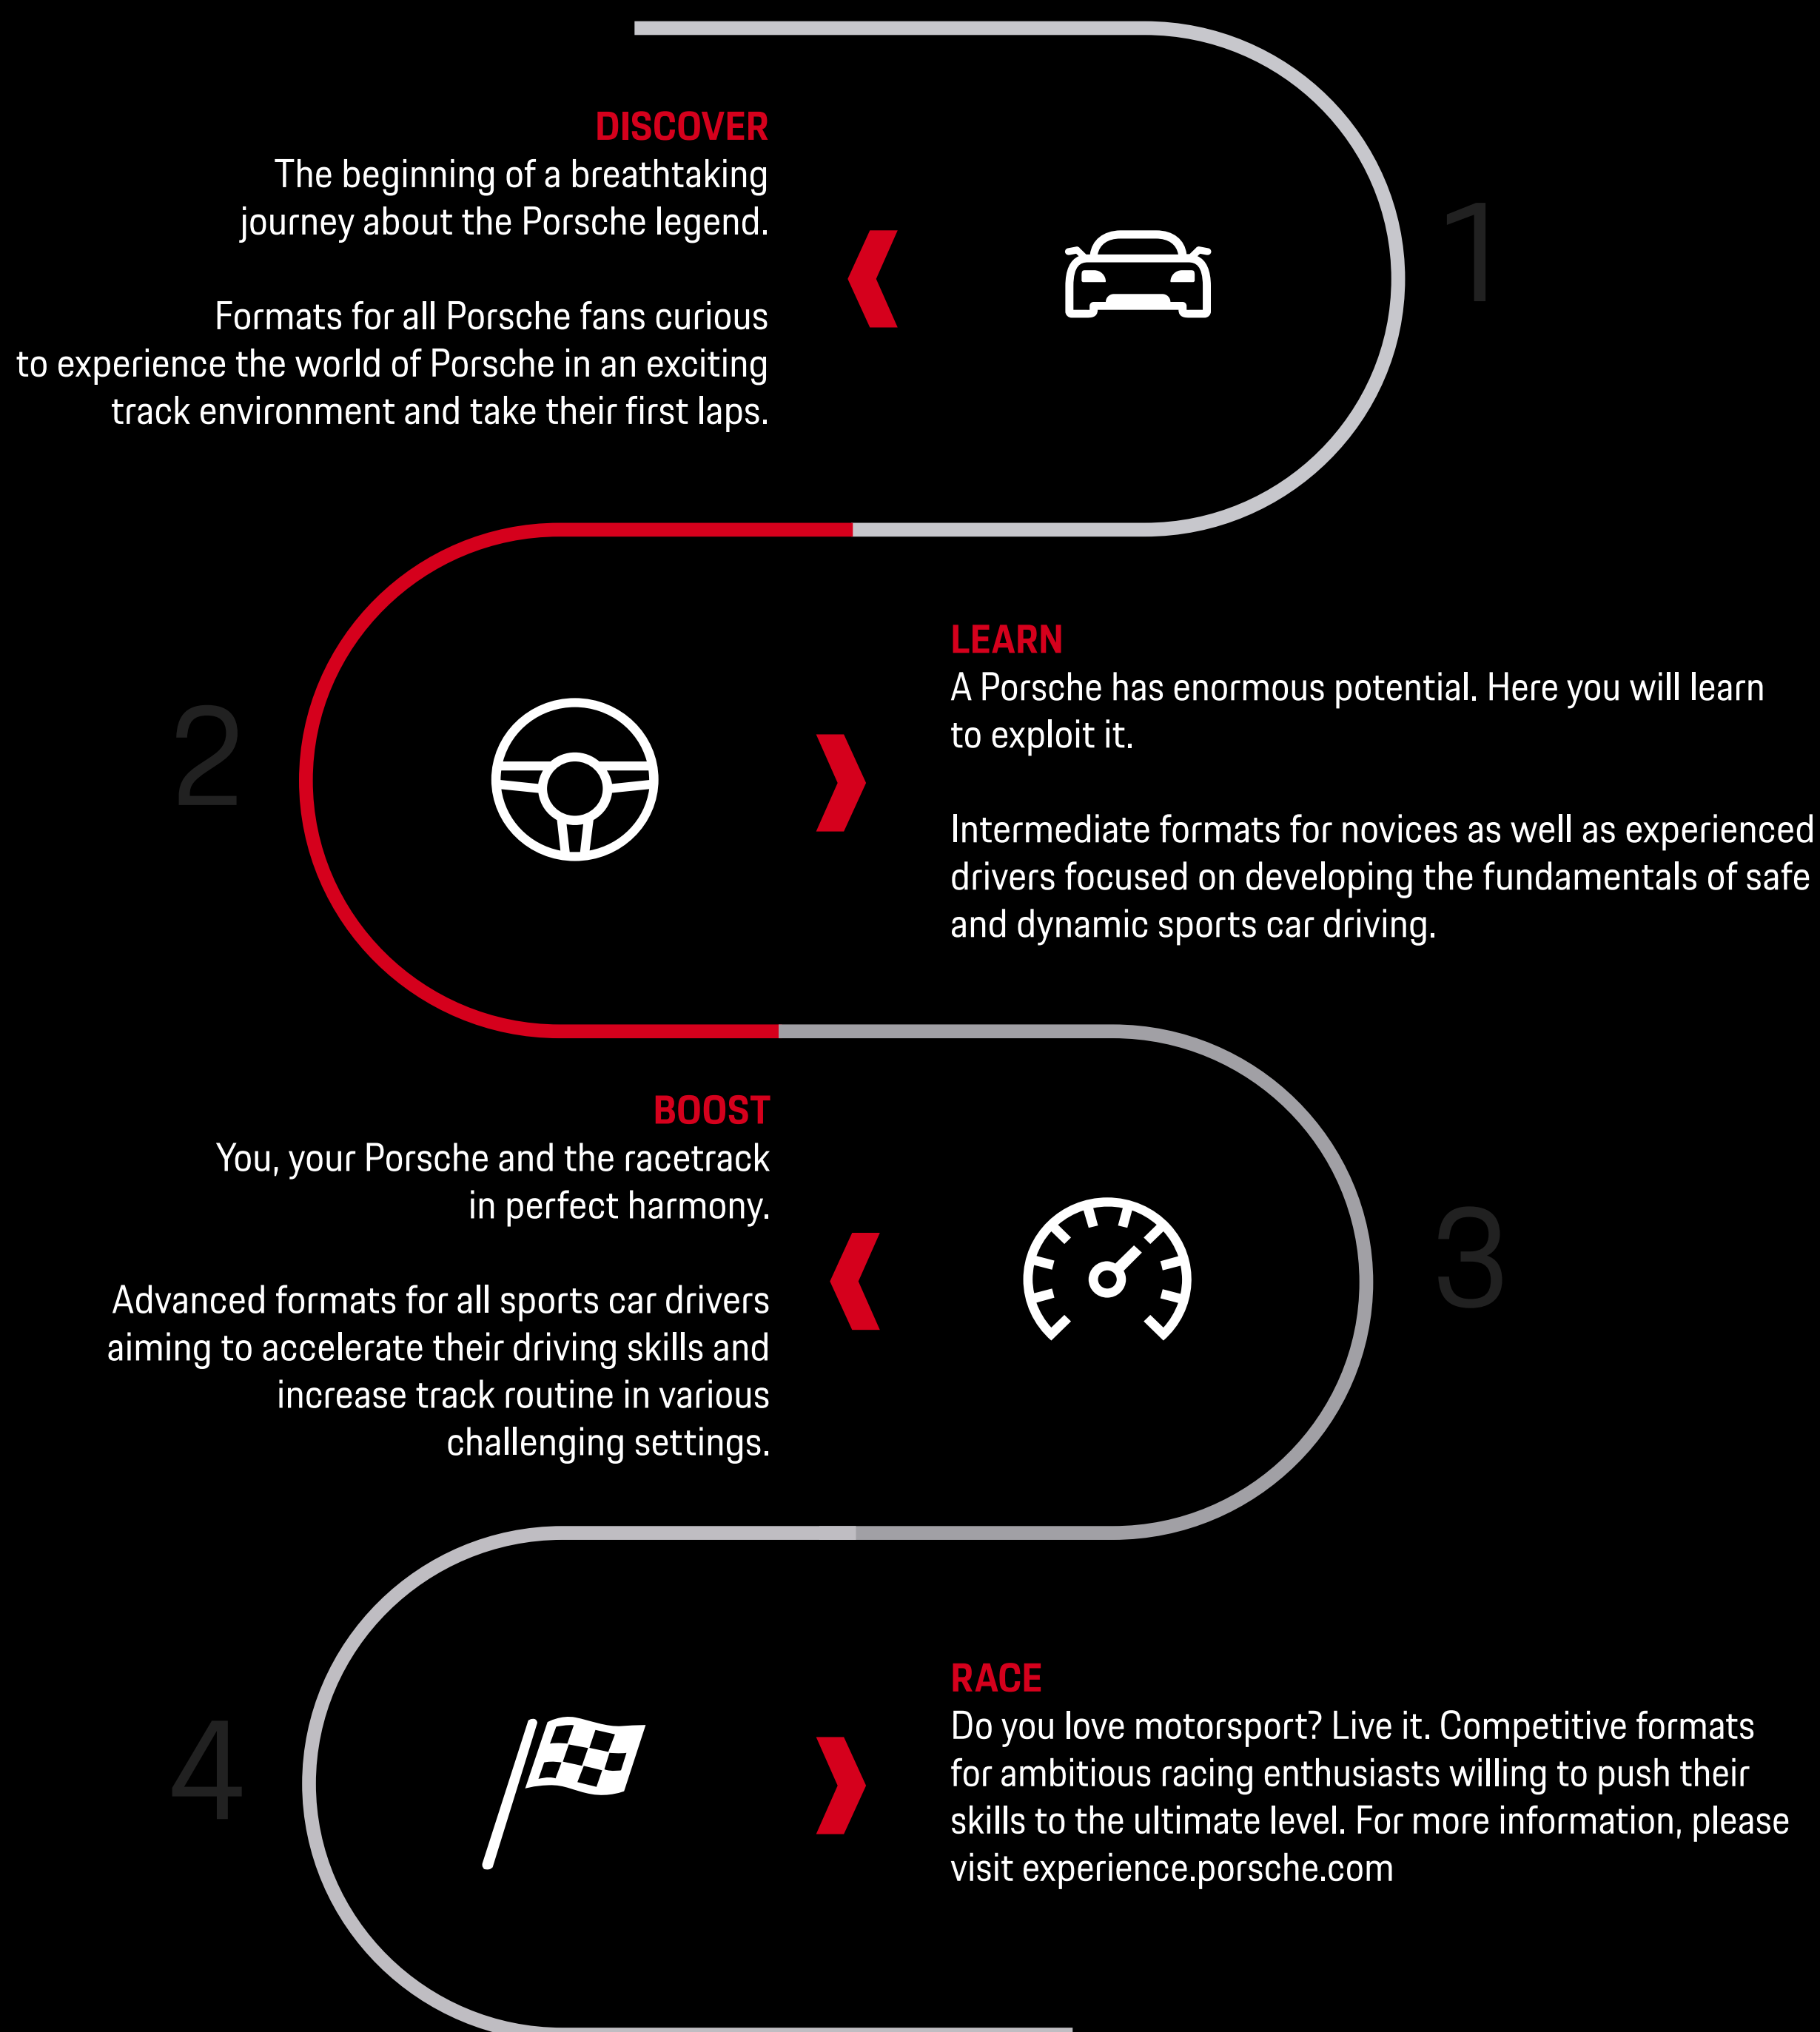 DISCOVER
The beginning of a breathtaking
journey about the Porsche legend.
Formats for all Porsche fans curious
to experience the world of Porsche in an exciting
track environment and take their first laps.
1
LEARN
A Porsche has enormous potential. Here you will learn
to exploit it.
Intermediate formats for novices as well as experienced
drivers focused on developing the fundamentals of safe
and dynamic sports car driving.
2
BOOST
You, your Porsche and the racetrack
in perfect harmony.
Advanced formats for all sports car drivers
aiming to accelerate their driving skills and
increase track routine in various
challenging settings.
3
RACE
Do you love motorsport? Live it. Competitive formats
for ambitious racing enthusiasts willing to push their
skills to the ultimate level. For more information, please
visit experience.porsche.com
4